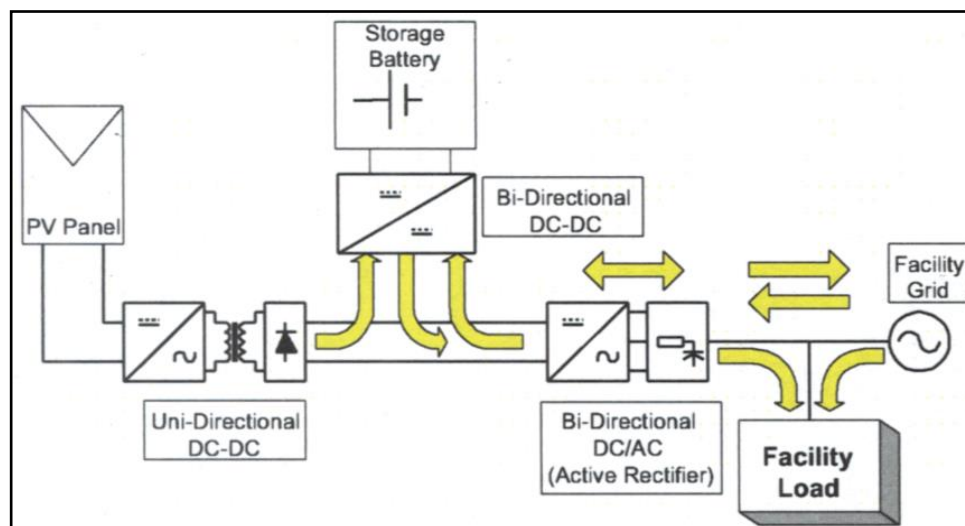 Storage
Battery
PV Panel
Bi-Directional
DC-DC
Facility
Grid
Uni-Directional
DC-DC
Bi-Directional
DC/AC
(Active Rectifier)
Facility
Load